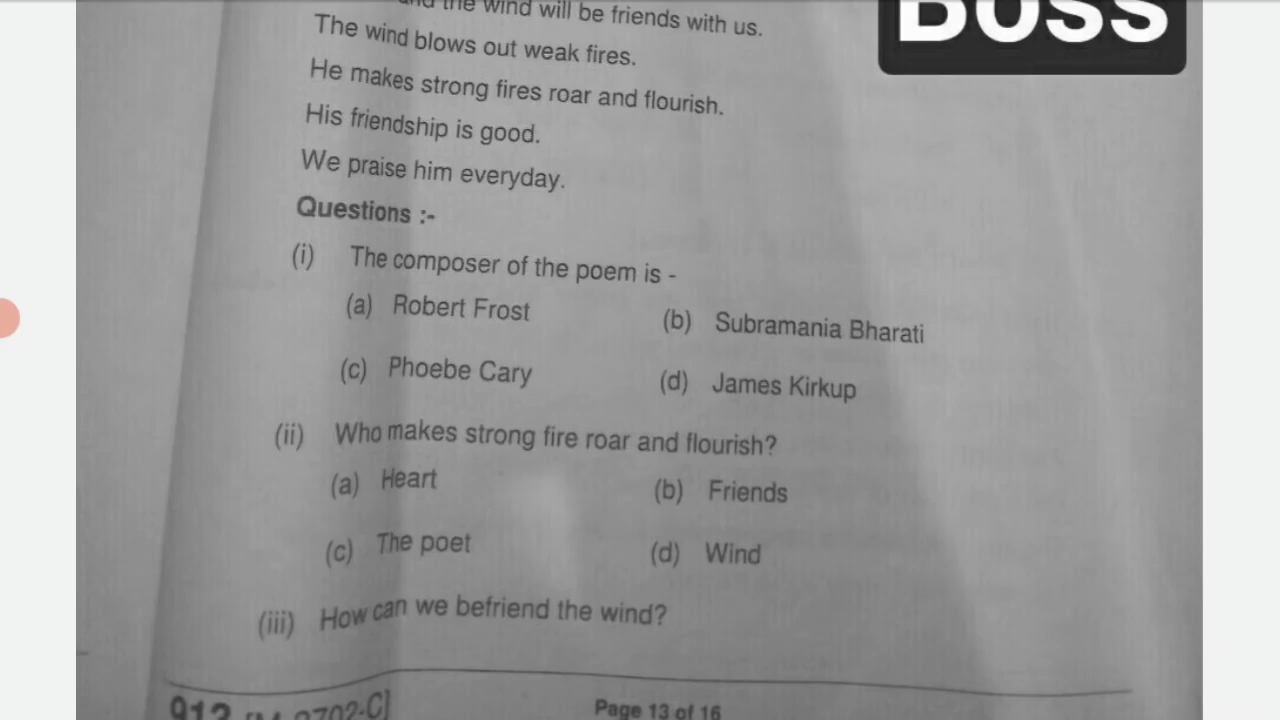 the wind will be friends with us.
BOSS
The wind blows out weak fires.
He makes strong fires roar and flourish.
His friendship is good.
We praise him everyday.
Questions :-
(i) The composer of the poem is -
(a) Robert Frost
(b) Subramania Bharati
(c) Phoebe Cary
(d) James Kirkup
(ii) Who makes strong fire roar and flourish?
(a) Heart
(b) Friends
(c) The poet
(d) Wind
(iii) How can we befriend the wind?
Page 13 of 16